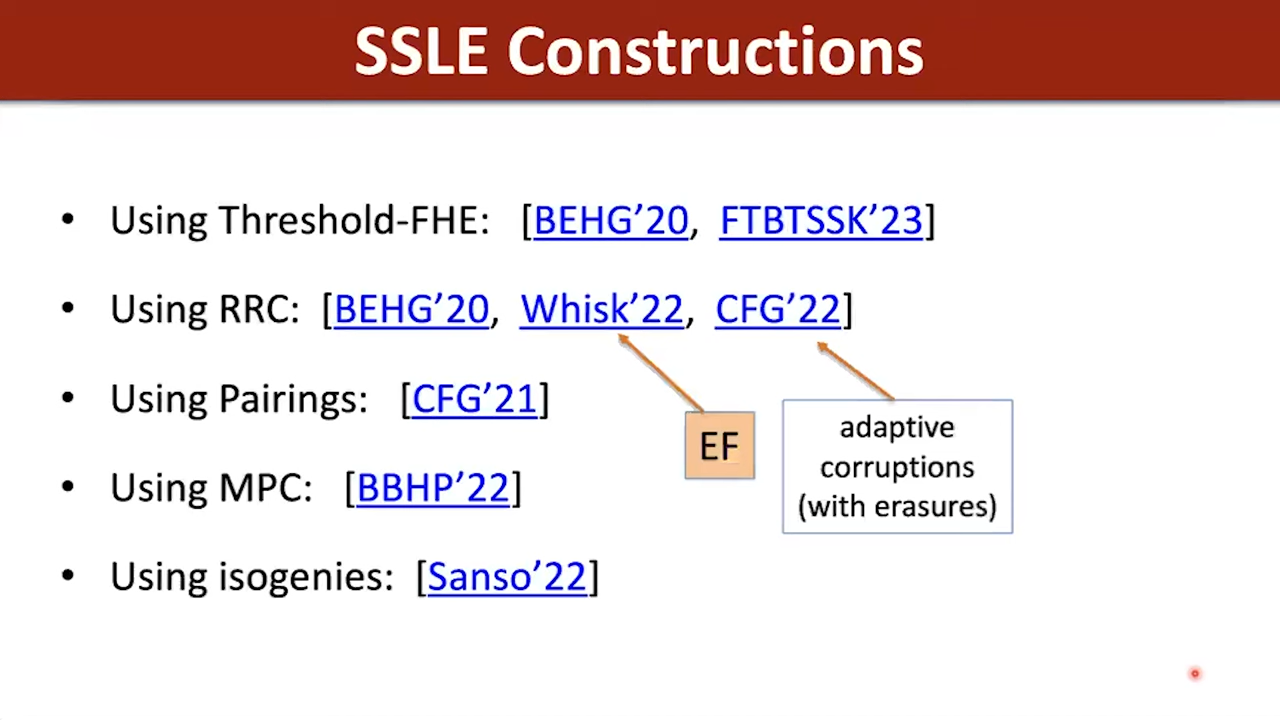 SSLE Constructions
• Using Threshold-FHE: [BEHG’20, FTBTSSK’23]
• Using RRC: [BEHG’20, Whisk’22, CFG’22]
• Using Pairings: [CFG’21]
EF
adaptive
corruptions
(with erasures)
• Using MPC: [BBHP’22]
• Using isogenies: [Sanso’22]